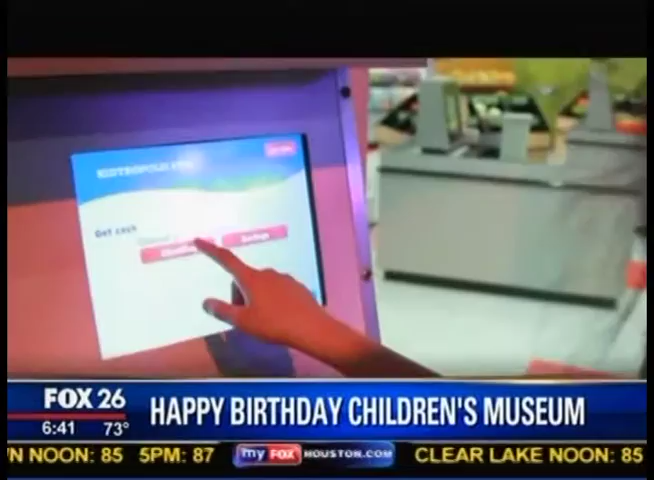 Get cash
FOX 26
6:41 73°
HAPPY BIRTHDAY CHILDREN'S MUSEUM
N NOON: 85 5PM: 87 my FOX HOUSTON.COM CLEAR LAKE NOON: 85